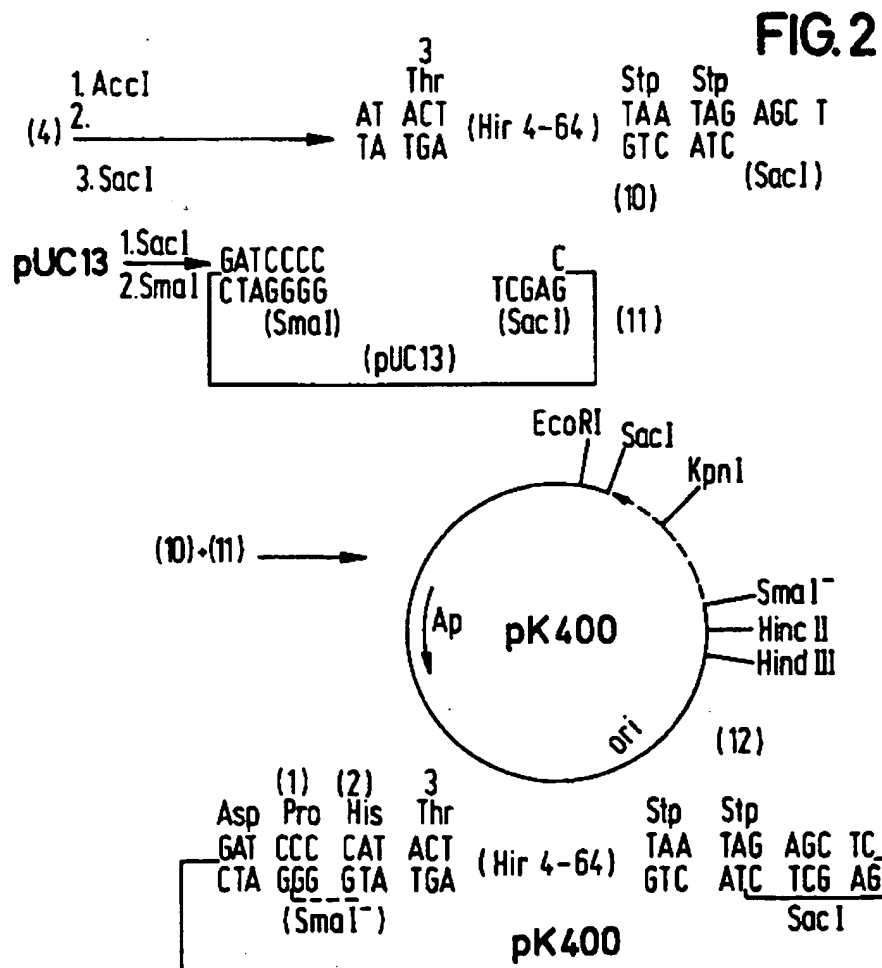 FIG. 2
3
1. AccI Thr Stp Stp
(4) 2. AT ACT (Hir 4-64) TAA TAG AGC T
TA TGA GTC ATC
3. SacI (10) (SacI)
pUC13 1. SacI GATCCCC C
2. SmaI CTAGGGG TCGAG
(SmaI) (SacI) (11)
(pUC13)
EcoRI SacI
KpnI
(10)+(11)
SmaI⁻
Ap pK400 Hinc II
Hind III
ori (12)
(1) (2) 3
Asp Pro His Thr Stp Stp
GAT CCC CAT ACT (Hir 4-64) TAA TAG AGC TC
CTA GGG GTA TGA GTC ATC TCG AG
(SmaI⁻) SacI
pK400